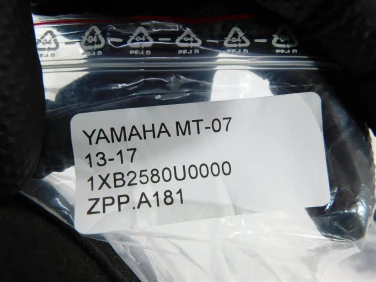 YAMAHA MT-07
13-17
1XB2580U0000
ZPP.A181